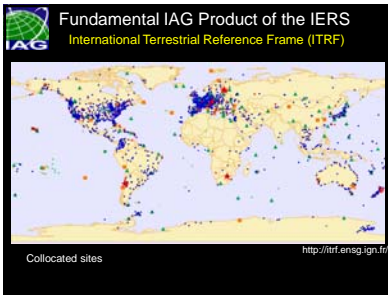 IAG
Fundamental IAG Product of the IERS
International Terrestrial Reference Frame (ITRF)
http://itrf.ensg.ign.fr/
Collocated sites